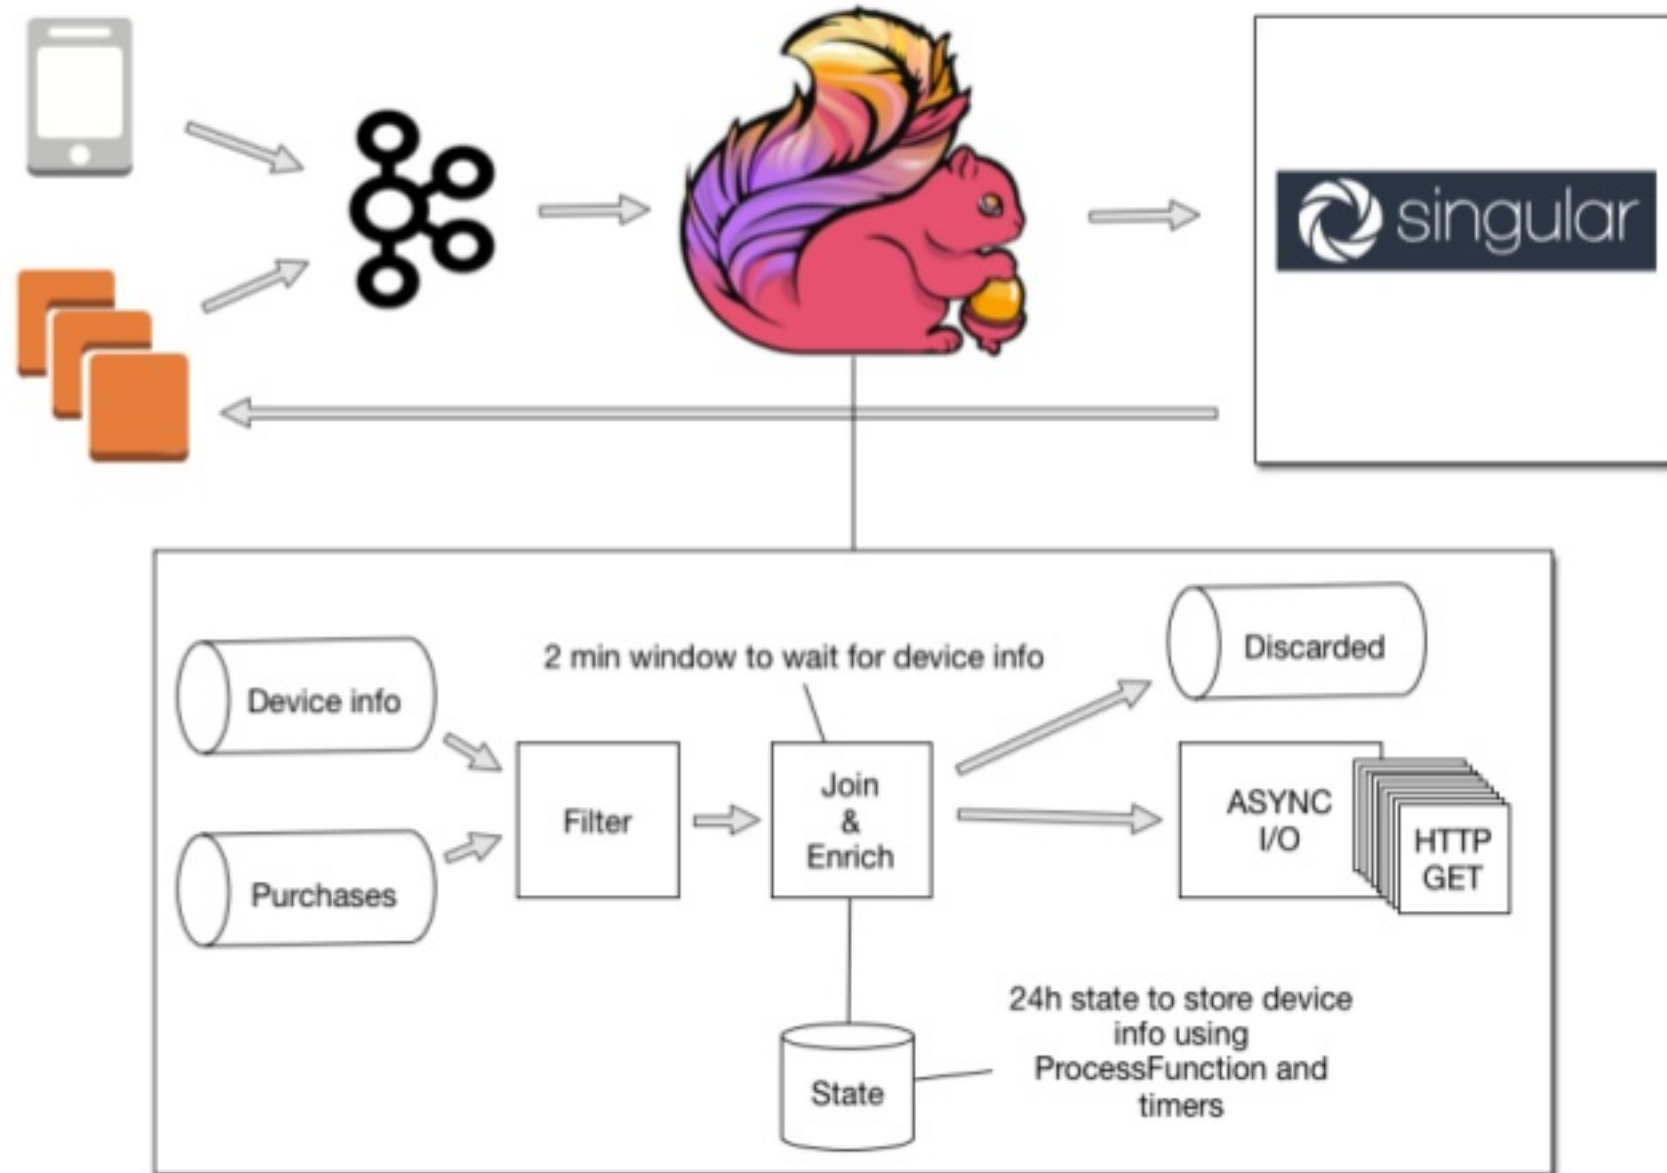 singular
2 min window to wait for device info
Discarded
Device info
Filter
Join
&
Enrich
ASYNC
I/O
HTTP
GET
Purchases
24h state to store device
info using
ProcessFunction and
timers
State